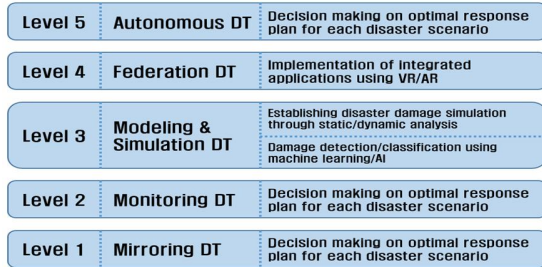 Level 5 Autonomous DT Decision making on optimal response
plan for each disaster scenario
Level 4 Federation DT Implementation of integrated
applications using VR/AR
Level 3 Modeling &
Simulation DT Establishing disaster damage simulation
through static/dynamic analysis
Damage detection/classification using
machine learning/AI
Level 2 Monitoring DT Decision making on optimal response
plan for each disaster scenario
Level 1 Mirroring DT Decision making on optimal response
plan for each disaster scenario